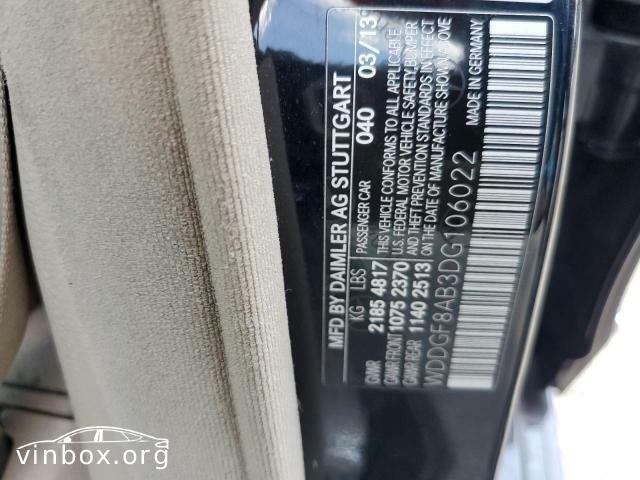 MFD BY DAIMLER AG STUTTGART
PASSENGER CAR 040 03/13
KG LBS
GVWR 2185 4817
GAWR FRONT 1075 2370
GAWR REAR 1140 2513
THIS VEHICLE CONFORMS TO ALL APPLICABLE
U.S. FEDERAL MOTOR VEHICLE SAFETY, BUMPER
AND THEFT PREVENTION STANDARDS IN EFFECT
ON THE DATE OF MANUFACTURE SHOWN ABOVE
WDDGF8AB3DG106022
MADE IN GERMANY
vinbox.org